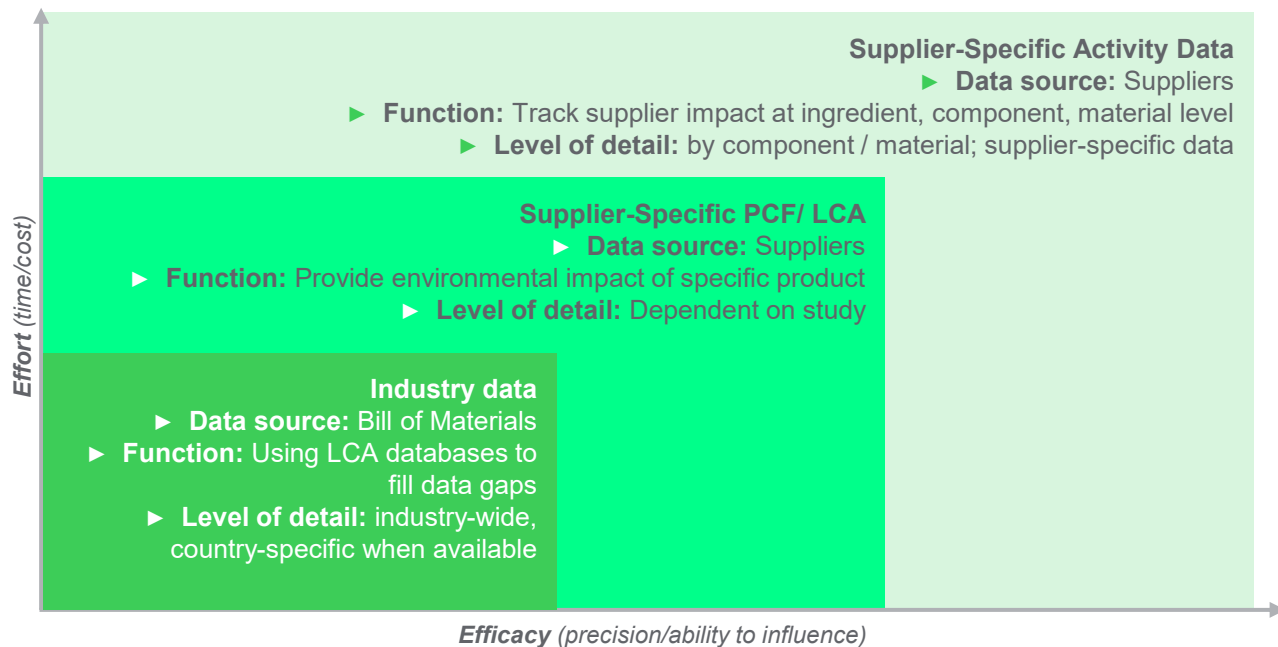 Supplier-Specific Activity Data
► Data source: Suppliers
► Function: Track supplier impact at ingredient, component, material level
► Level of detail: by component / material; supplier-specific data
Supplier-Specific PCF/ LCA
► Data source: Suppliers
► Function: Provide environmental impact of specific product
► Level of detail: Dependent on study
Industry data
► Data source: Bill of Materials
► Function: Using LCA databases to
fill data gaps
► Level of detail: industry-wide,
country-specific when available
Effort (time/cost)
Efficacy (precision/ability to influence)